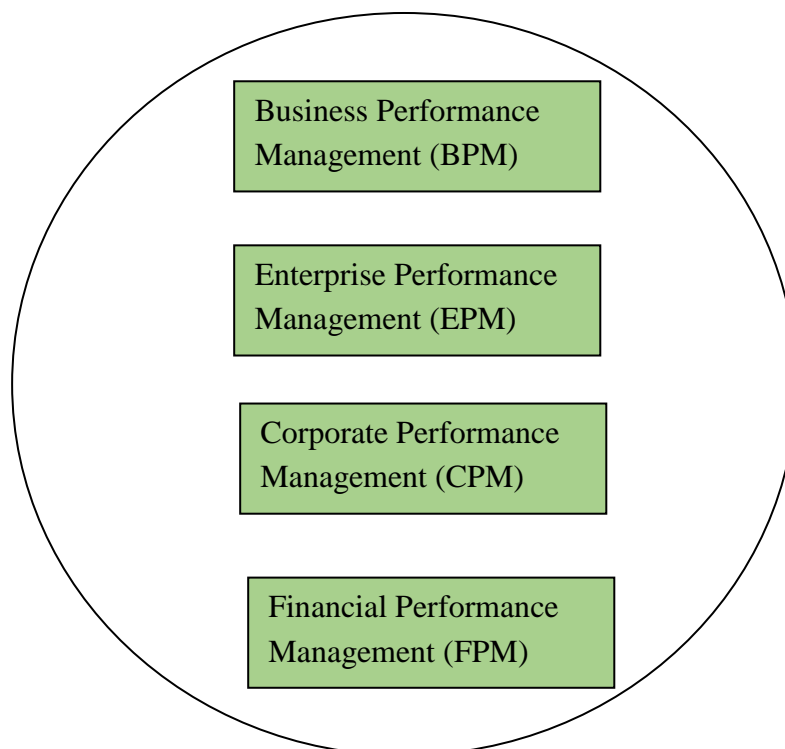 Business Performance
Management (BPM)
Enterprise Performance
Management (EPM)
Corporate Performance
Management (CPM)
Financial Performance
Management (FPM)